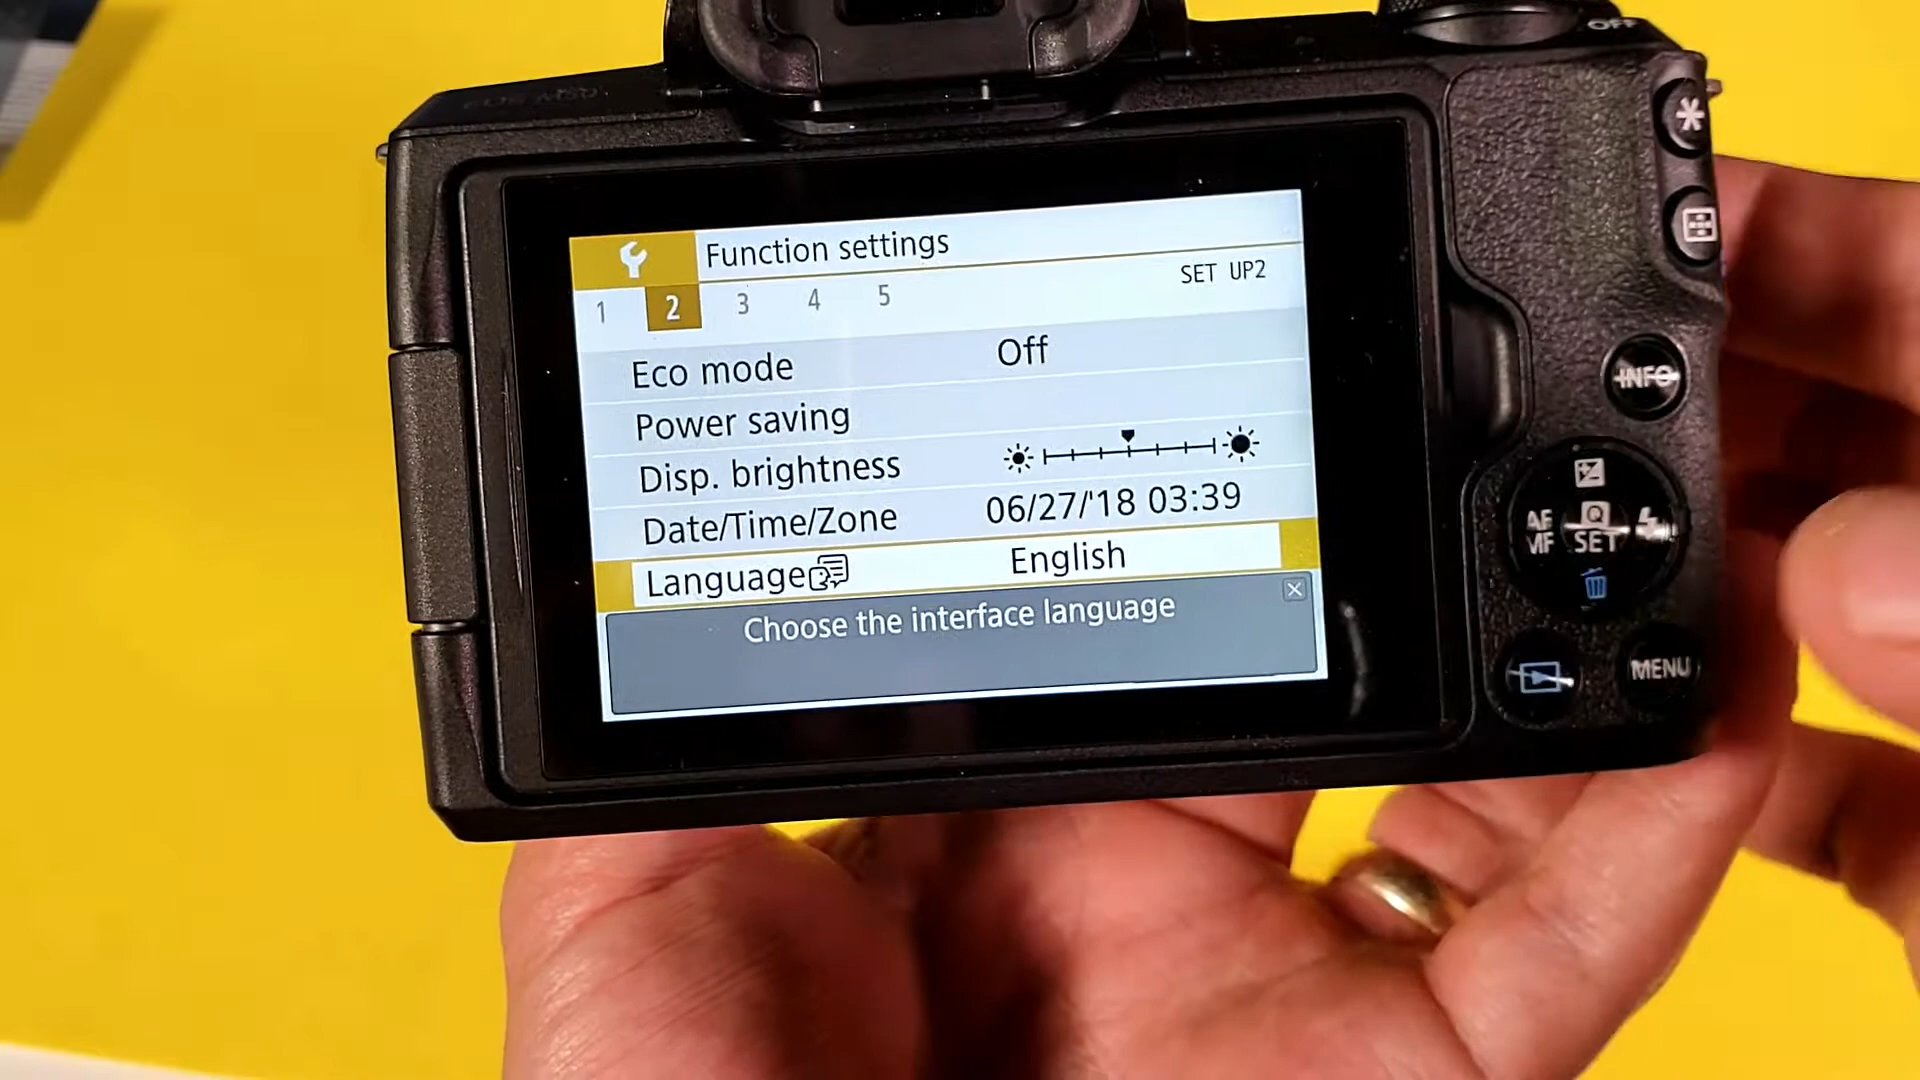 OFF
Function settings
1 2 3 4 5 SET UP2
Eco mode Off
Power saving
Disp. brightness
Date/Time/Zone 06/27/'18 03:39
Language English
Choose the interface language
INFO
AF
MF
Q
SET
MENU